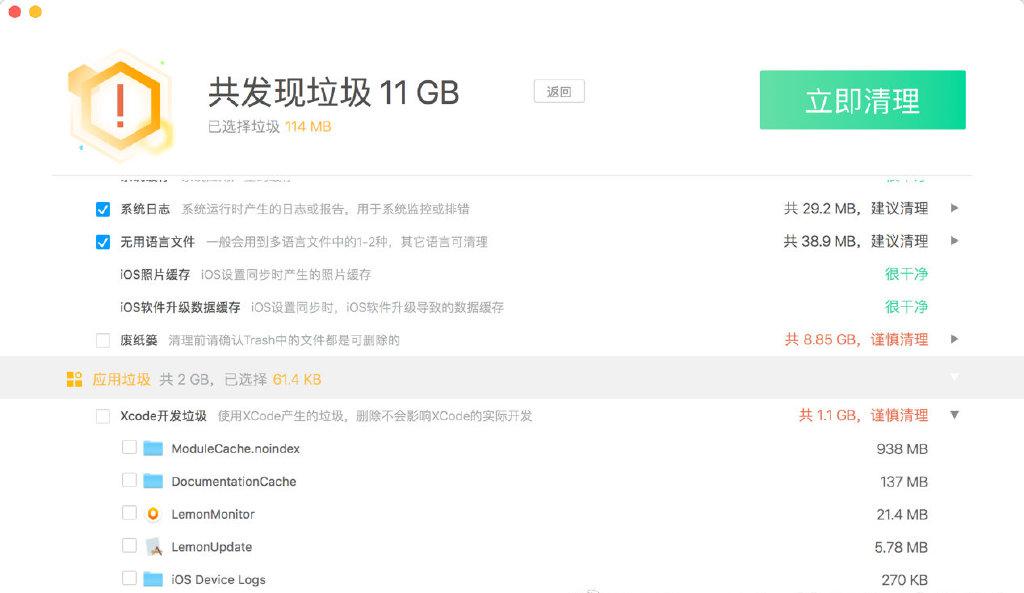 共发现垃圾 11 GB
返回
立即清理
已选择垃圾 114 MB
系统日志 系统运行时产生的日志或报告，用于系统监控或排错 共 29.2 MB，建议清理
无用语言文件 一般会用到多语言文件中的1-2种，其它语言可清理 共 38.9 MB，建议清理
iOS照片缓存 iOS设置同步时产生的照片缓存 很干净
iOS软件升级数据缓存 iOS设置同步时，iOS软件升级导致的数据缓存 很干净
废纸篓 清理前请确认Trash中的文件都是可删除的 共 8.85 GB，谨慎清理
应用垃圾 共 2 GB，已选择 61.4 KB
Xcode开发垃圾 使用XCode产生的垃圾，删除不会影响XCode的实际开发 共 1.1 GB，谨慎清理
ModuleCache.noindex 938 MB
DocumentationCache 137 MB
LemonMonitor 21.4 MB
LemonUpdate 5.78 MB
iOS Device Logs 270 KB